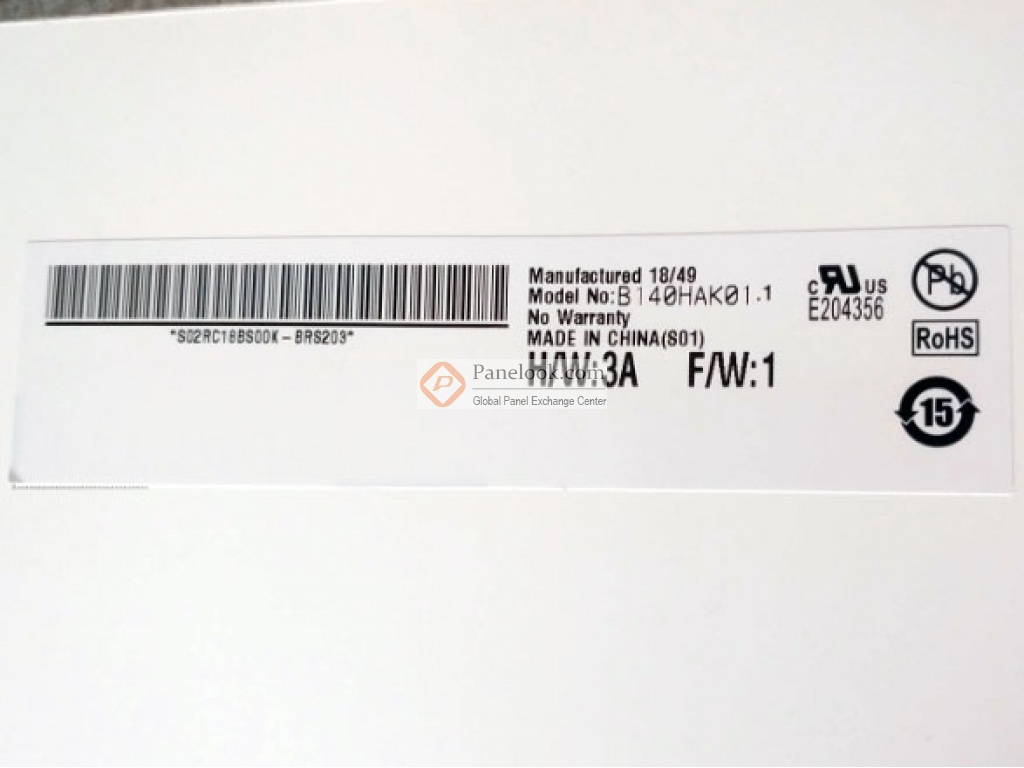 Manufactured 18/49
Model No:B140HAK01.1
No Warranty
MADE IN CHINA(S01)
H/W:3A F/W:1
*S02RC18BS00K-BRS203*
c RU US
E204356
Pb
RoHS
15
P
Panelook.com
Global Panel Exchange Center